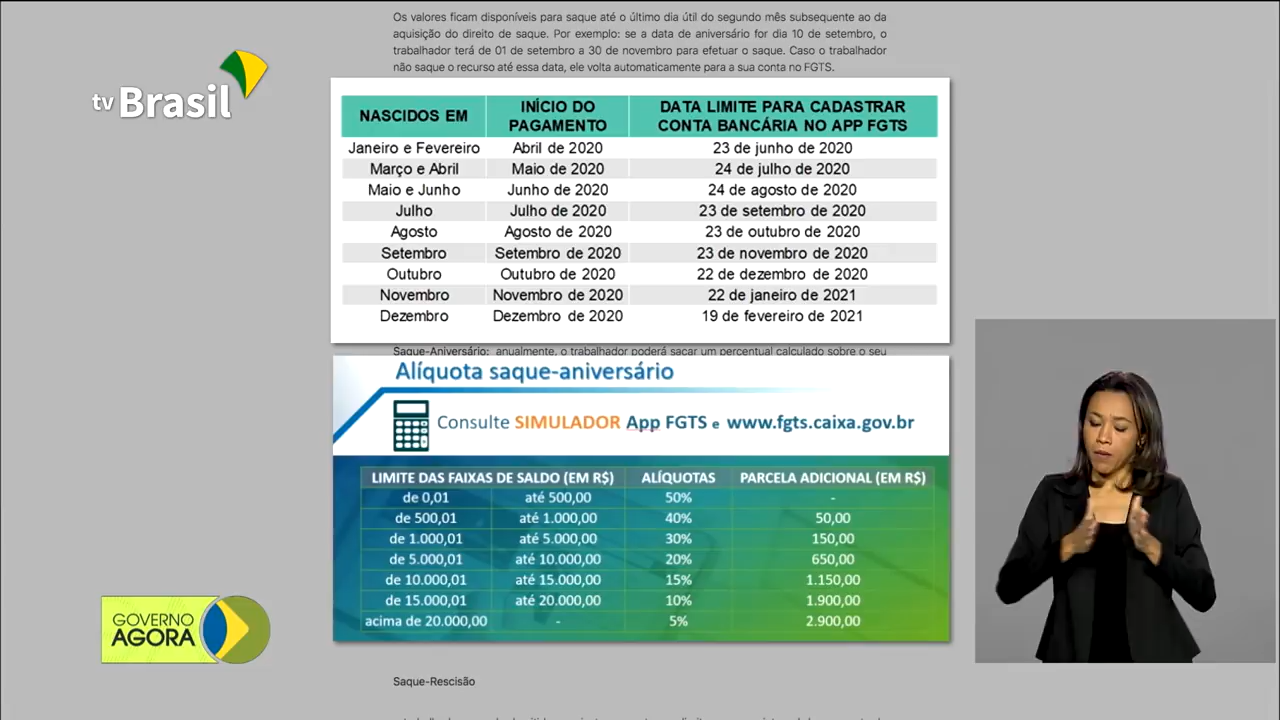 Os valores ficam disponíveis para saque até o último dia útil do segundo mês subsequente ao da
aquisição do direito de saque. Por exemplo: se a data de aniversário for dia 10 de setembro, o
trabalhador terá de 01 de setembro a 30 de novembro para efetuar o saque. Caso o trabalhador
não saque o recurso até essa data, ele volta automaticamente para a sua conta no FGTS.
tv Brasil
NASCIDOS EM INÍCIO DO PAGAMENTO DATA LIMITE PARA CADASTRAR CONTA BANCÁRIA NO APP FGTS
Janeiro e Fevereiro Abril de 2020 23 de junho de 2020
Março e Abril Maio de 2020 24 de julho de 2020
Maio e Junho Junho de 2020 24 de agosto de 2020
Julho Julho de 2020 23 de setembro de 2020
Agosto Agosto de 2020 23 de outubro de 2020
Setembro Setembro de 2020 23 de novembro de 2020
Outubro Outubro de 2020 22 de dezembro de 2020
Novembro Novembro de 2020 22 de janeiro de 2021
Dezembro Dezembro de 2020 19 de fevereiro de 2021
Saque-Aniversário: anualmente, o trabalhador poderá sacar um percentual calculado sobre o seu
Alíquota saque-aniversário
Consulte SIMULADOR App FGTS e www.fgts.caixa.gov.br
LIMITE DAS FAIXAS DE SALDO (EM R$) ALÍQUOTAS PARCELA ADICIONAL (EM R$)
de 0,01 até 500,00 50% -
de 500,01 até 1.000,00 40% 50,00
de 1.000,01 até 5.000,00 30% 150,00
de 5.000,01 até 10.000,00 20% 650,00
de 10.000,01 até 15.000,00 15% 1.150,00
de 15.000,01 até 20.000,00 10% 1.900,00
acima de 20.000,00 - 5% 2.900,00
GOVERNO
AGORA
Saque-Rescisão